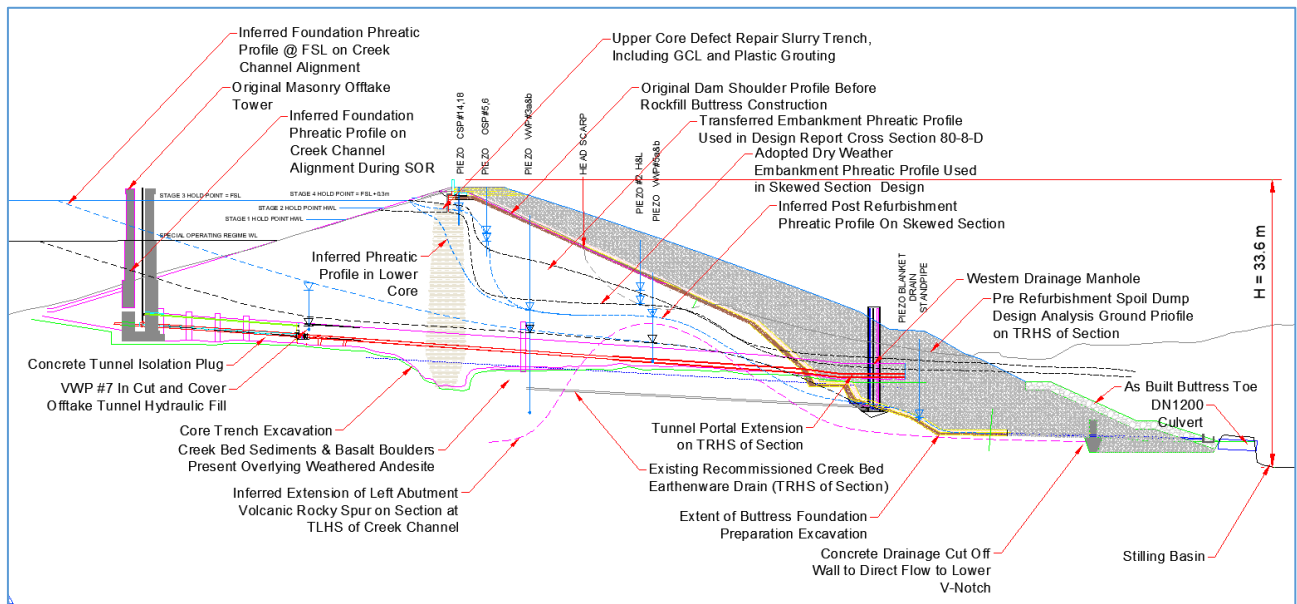 Inferred Foundation Phreatic
Profile @ FSL on Creek
Channel Alignment
Original Masonry Offtake
Tower
Inferred Foundation
Phreatic Profile on
Creek Channel
Alignment During SOR
Upper Core Defect Repair Slurry Trench,
Including GCL and Plastic Grouting
Original Dam Shoulder Profile Before
Rockfill Buttress Construction
Transferred Embankment Phreatic Profile
Used in Design Report Cross Section 80-8-D
Adopted Dry Weather
Embankment Phreatic Profile Used
in Skewed Section Design
Inferred Post Refurbishment
Phreatic Profile On Skewed Section
PIEZO CSP#14,18
PIEZO OSP#5,6
PIEZO VWP#3a&b
HEAD SCARP
PIEZO #2 H&L
PIEZO VWP#5a&b
STAGE 3 HOLD POINT = FSL
STAGE 4 HOLD POINT = FSL+0.3m
STAGE 2 HOLD POINT HWL
STAGE 1 HOLD POINT HWL
SPECIAL OPERATING REGIME WL
Inferred Phreatic
Profile in Lower
Core
PIEZO BLANKET
DRAIN
STANDPIPE
H = 33.6 m
Western Drainage Manhole
Pre Refurbishment Spoil Dump
Design Analysis Ground Priofile
on TRHS of Section
Concrete Tunnel Isolation Plug
VWP #7 In Cut and Cover
Offtake Tunnel Hydraulic Fill
As Built Buttress Toe
DN1200
Culvert
Core Trench Excavation
Creek Bed Sediments & Basalt Boulders
Present Overlying Weathered Andesite
Tunnel Portal Extension
on TRHS of Section
Existing Recommissioned Creek Bed
Earthenware Drain (TRHS of Section)
Inferred Extension of Left Abutment
Volcanic Rocky Spur on Section at
TLHS of Creek Channel
Extent of Buttress Foundation
Preparation Excavation
Concrete Drainage Cut Off
Wall to Direct Flow to Lower
V-Notch
Stilling Basin